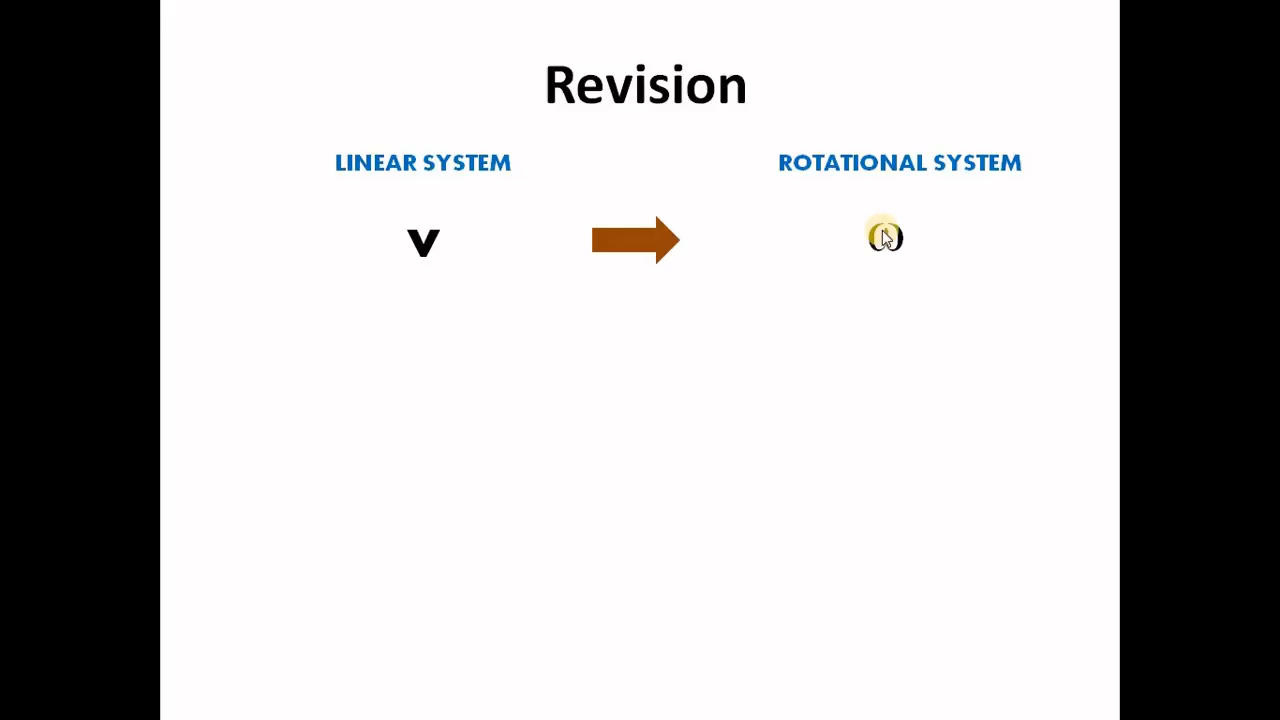 Revision
LINEAR SYSTEM ROTATIONAL SYSTEM
v ω